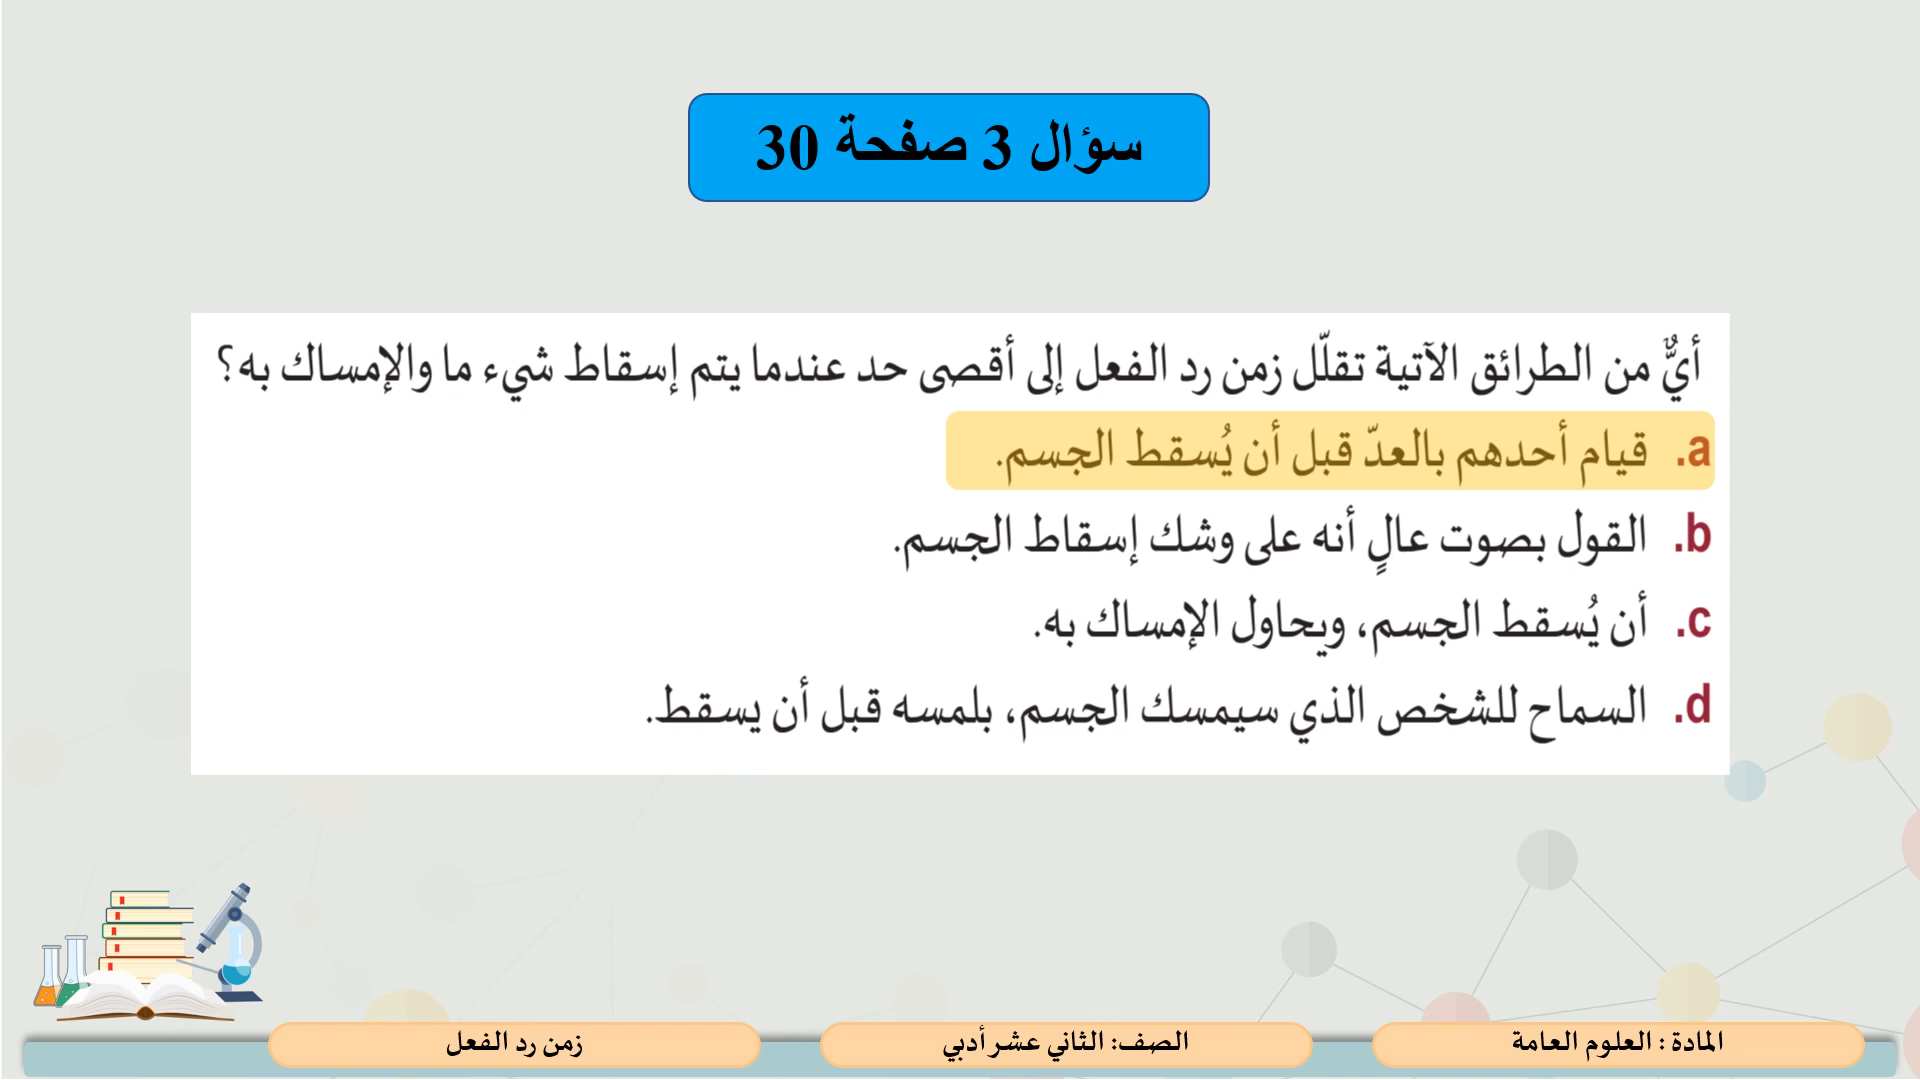 سؤال 3 صفحة 30
أيٌّ من الطرائق الآتية تقلّل زمن رد الفعل إلى أقصى حد عندما يتم إسقاط شيء ما والإمساك به؟
a. قيام أحدهم بالعدّ قبل أن يُسقط الجسم.
b. القول بصوت عالٍ أنه على وشك إسقاط الجسم.
c. أن يُسقط الجسم، ويحاول الإمساك به.
d. السماح للشخص الذي سيمسك الجسم، بلمسه قبل أن يسقط.
المادة : العلوم العامة
الصف: الثاني عشر أدبي
زمن رد الفعل